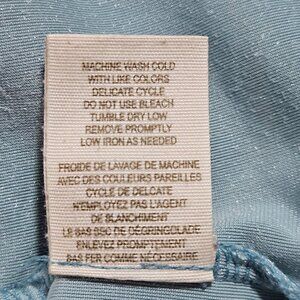 MACHINE WASH COLD
WITH LIKE COLORS
DELICATE CYCLE
DO NOT USE BLEACH
TUMBLE DRY LOW
REMOVE PROMPTLY
LOW IRON AS NEEDED
FROIDE DE LAVAGE DE MACHINE
AVEC DES COULEURS PAREILLES
CYCLE DE DELCATE
N'EMPLOYEZ PAS L'AGENT
DE BLANCHIMENT
LE BAS SEC DE DÉGRINGOLADE
ENLEVEZ PROMPTEMENT
BAS FER COMME NÉCESSAIRE